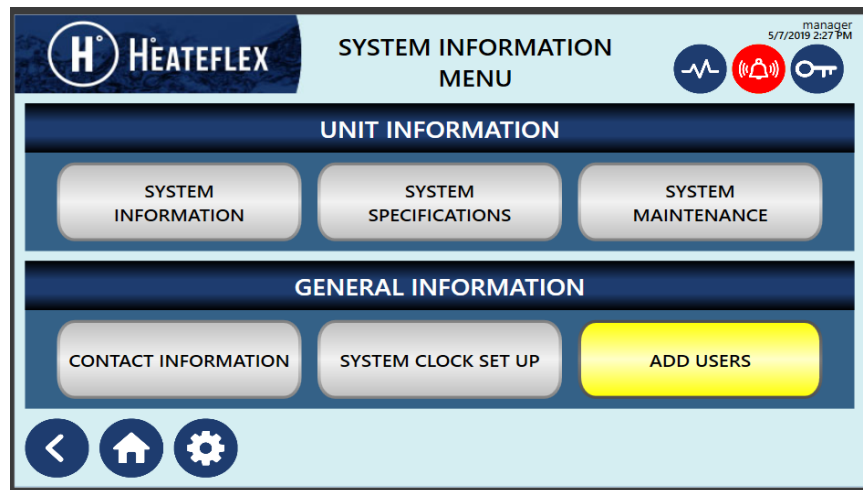 manager
5/7/2019 2:27 PM
H° HEATEFLEX
SYSTEM INFORMATION
MENU
UNIT INFORMATION
SYSTEM
INFORMATION
SYSTEM
SPECIFICATIONS
SYSTEM
MAINTENANCE
GENERAL INFORMATION
CONTACT INFORMATION
SYSTEM CLOCK SET UP
ADD USERS